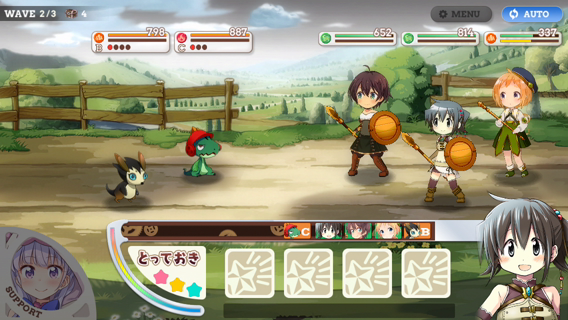 WAVE 2/3 4
MENU
AUTO
798
B
887
C
652
814
337
C
B
とっておき
SUPPORT